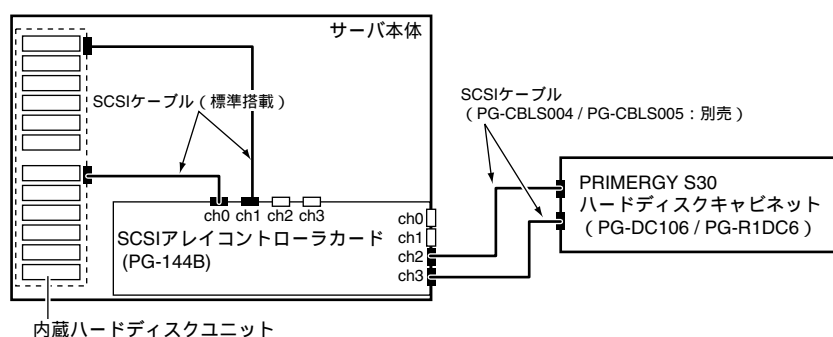 サーバ本体
SCSIケーブル（標準搭載）
SCSIケーブル
（PG-CBLS004 / PG-CBLS005：別売）
ch0 ch1 ch2 ch3
SCSIアレイコントローラカード
(PG-144B)
ch0
ch1
ch2
ch3
PRIMERGY S30
ハードディスクキャビネット
（PG-DC106 / PG-R1DC6）
内蔵ハードディスクユニット